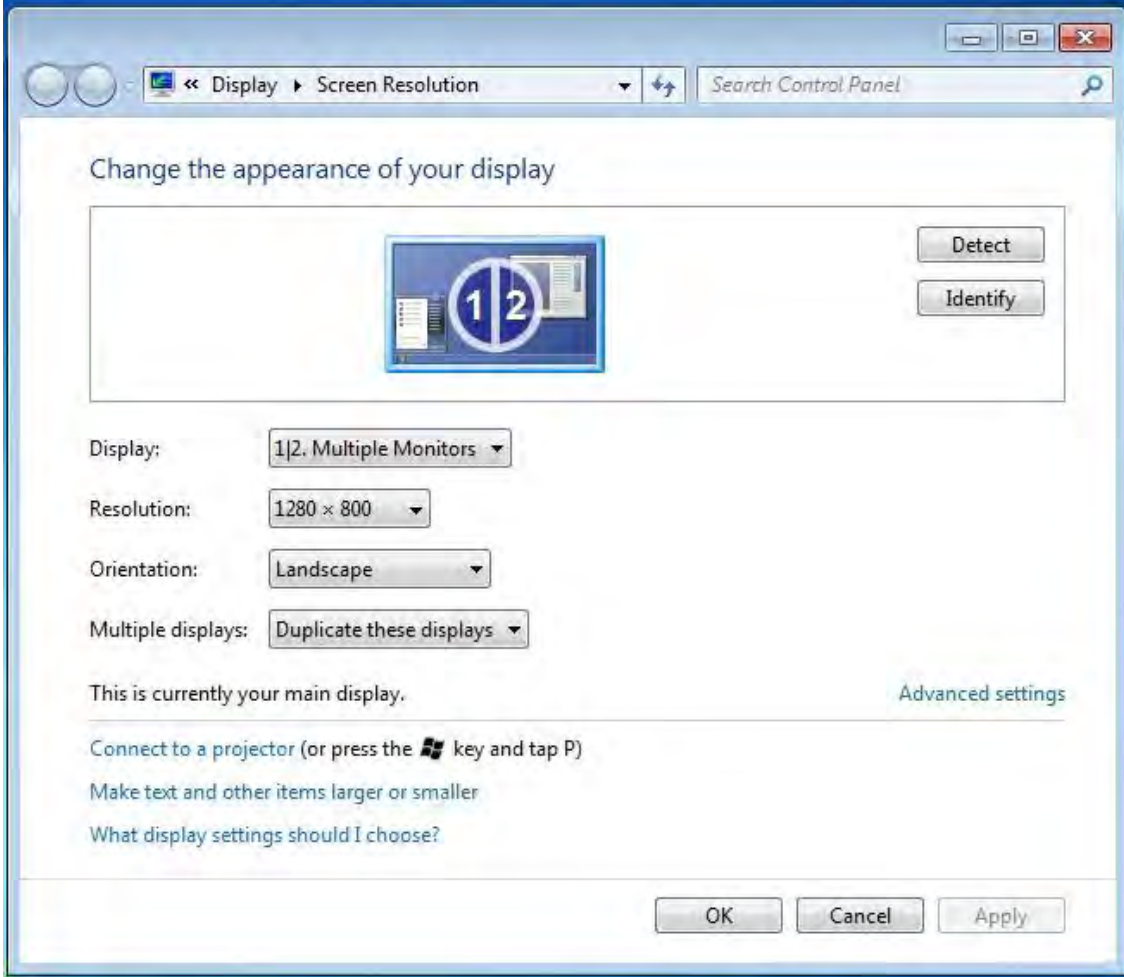 « Display ▸ Screen Resolution
Search Control Panel
Change the appearance of your display
1 2
Detect
Identify
Display: 1|2. Multiple Monitors
Resolution: 1280 × 800
Orientation: Landscape
Multiple displays: Duplicate these displays
This is currently your main display. Advanced settings
Connect to a projector (or press the key and tap P)
Make text and other items larger or smaller
What display settings should I choose?
OK Cancel Apply